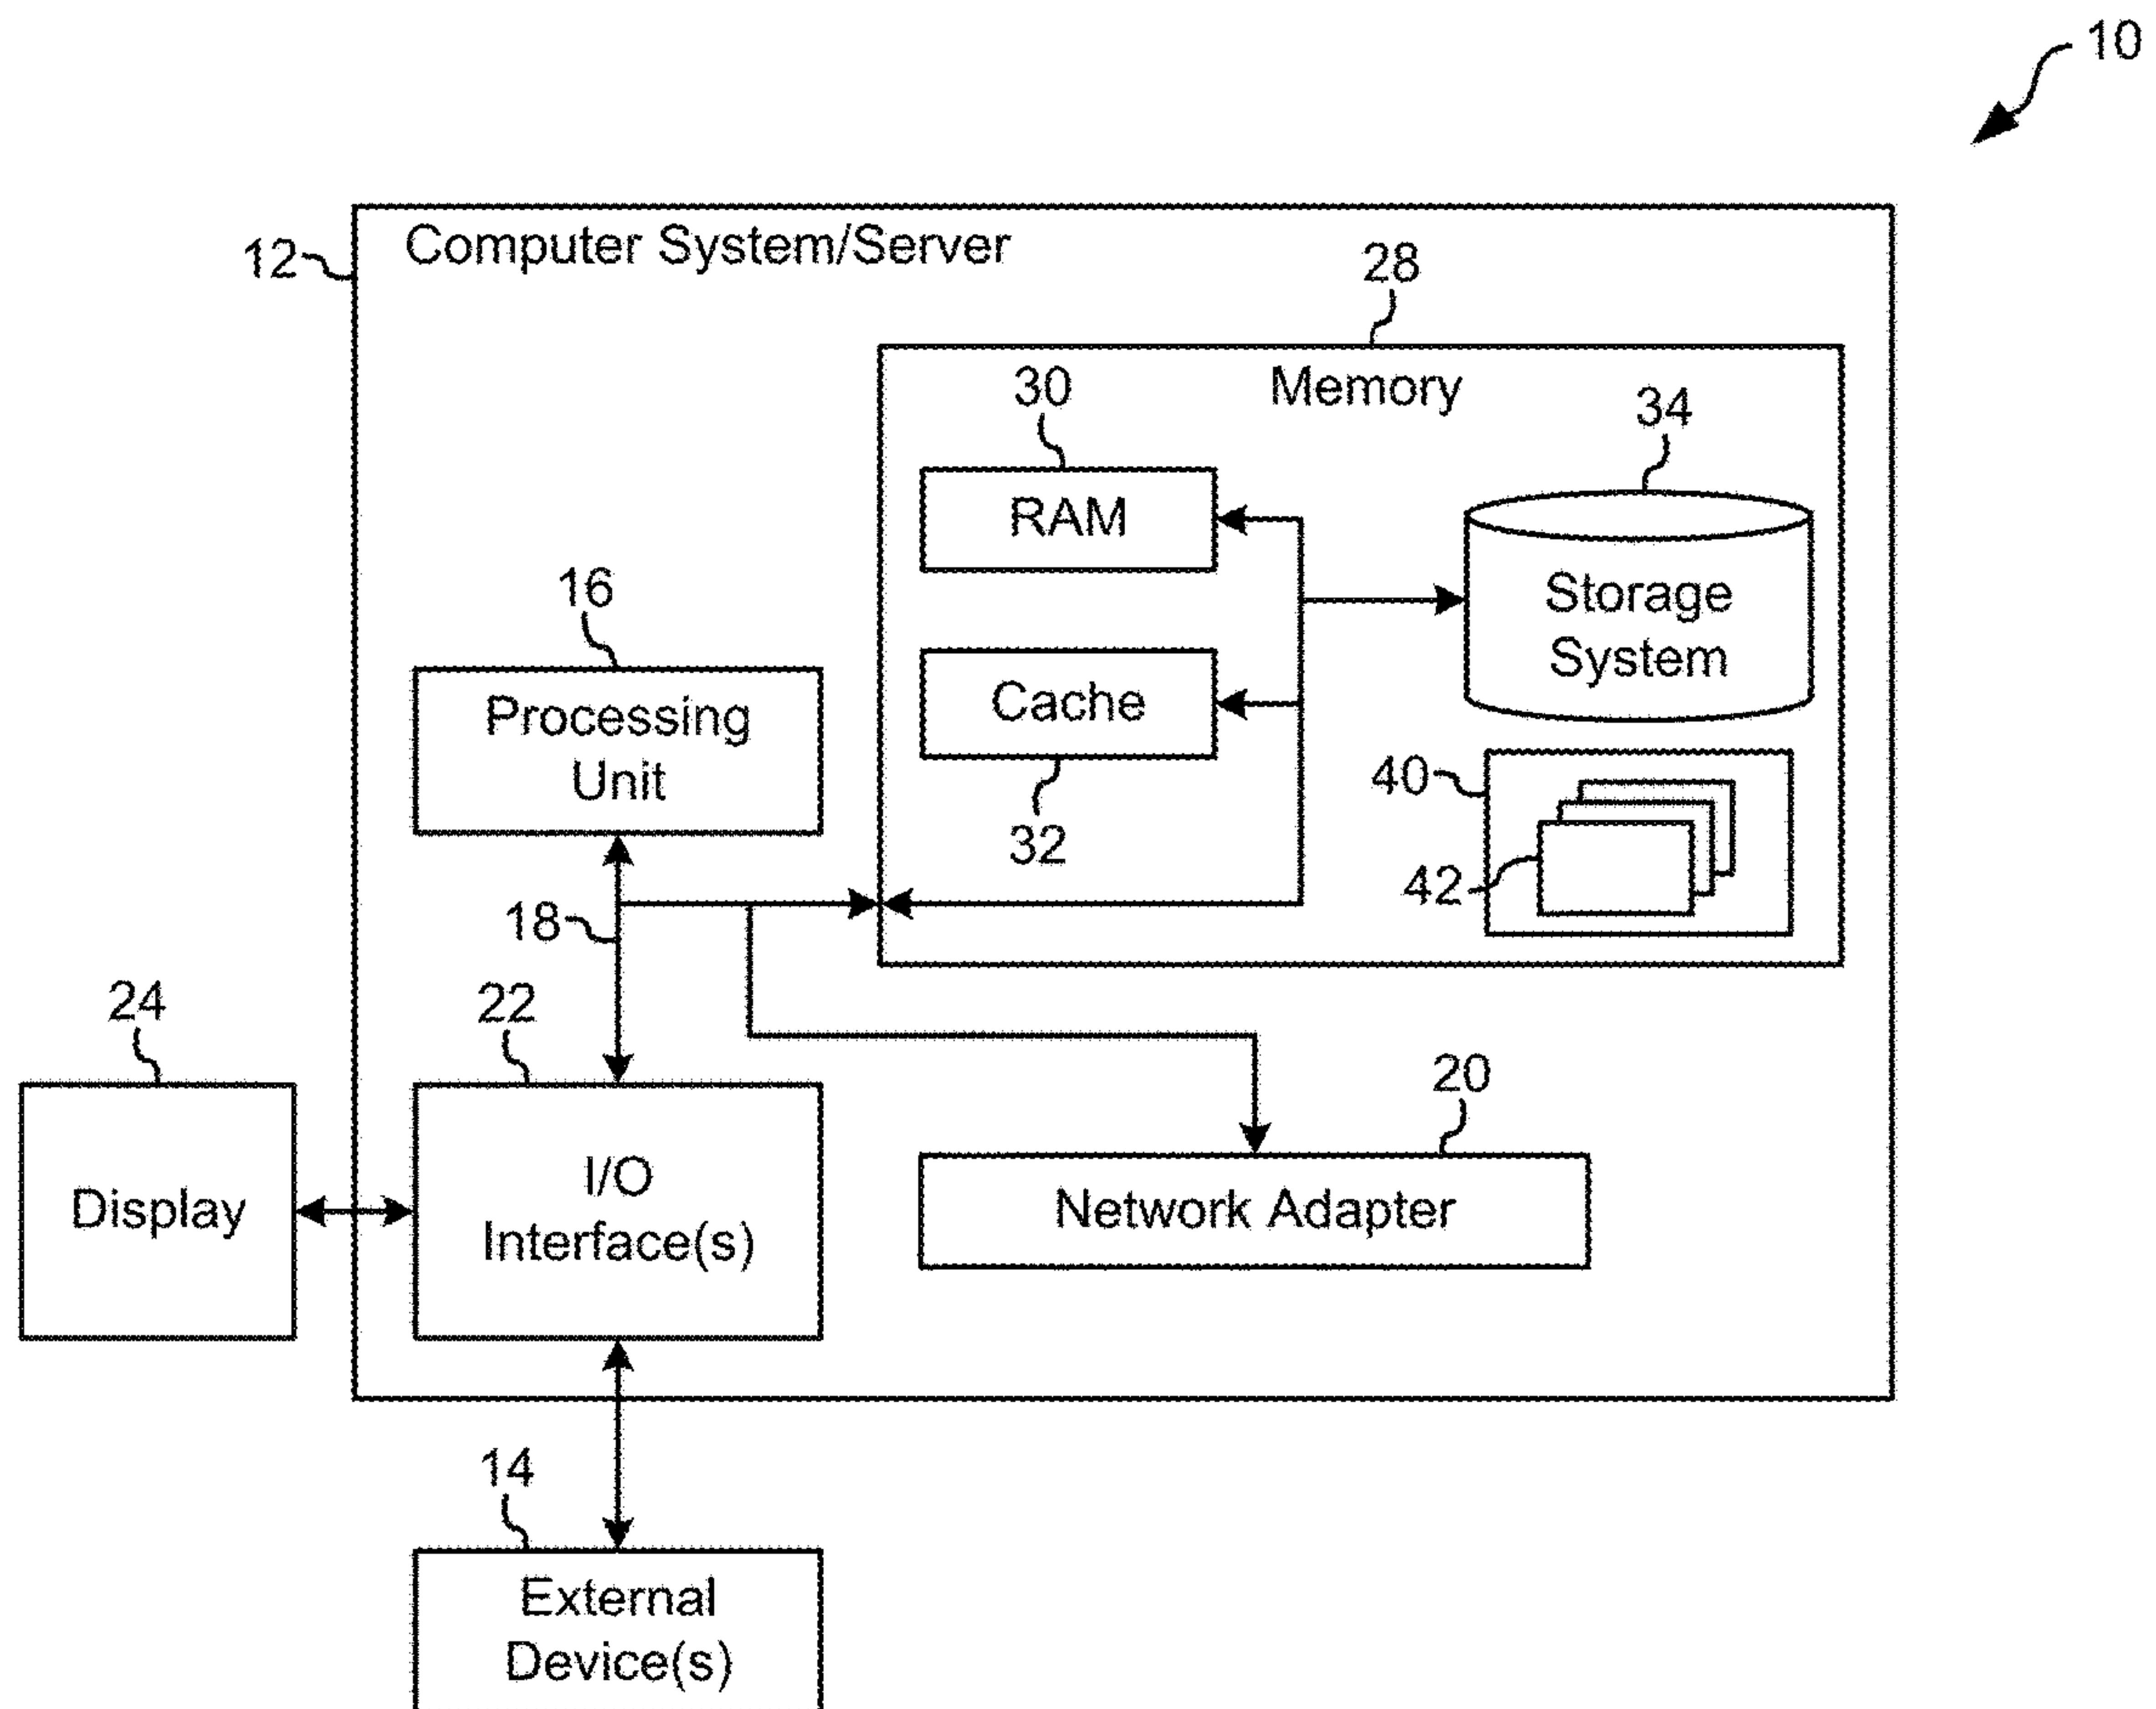 10
12
Computer System/Server
28
Memory
30
34
RAM
Storage
System
16
Processing
Unit
Cache
32
40
42
18
24
22
20
Display
I/O
Interface(s)
Network Adapter
14
External
Device(s)